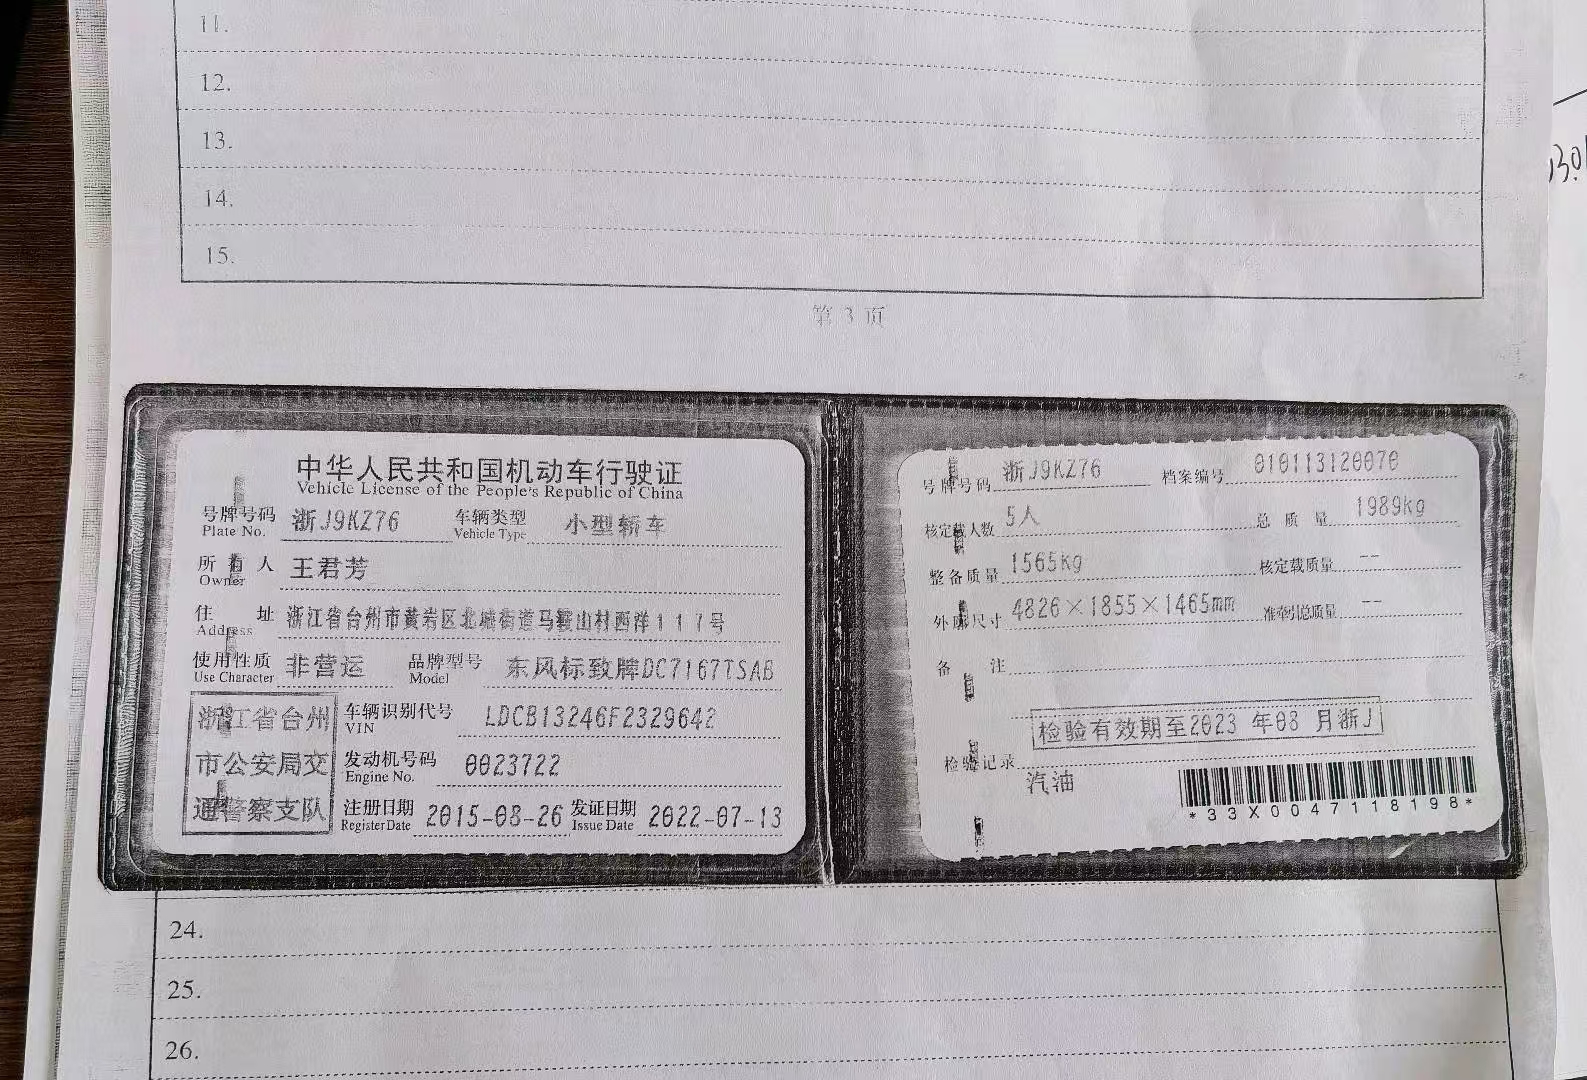 11.
12.
13.
14.
15.
第 3 页
中华人民共和国机动车行驶证
Vehicle License of the People's Republic of China
号牌号码 浙J9KZ76 车辆类型 小型轿车
Plate No. Vehicle Type
所有人 王君芳
Owner
住址 浙江省台州市黄岩区北城街道马鞍山村西洋117号
Address
使用性质 非营运 品牌型号 东风标致牌DC7167TSAB
Use Character Model
浙江省台州
市公安局交
通警察支队
车辆识别代号 LDCB13246F2329642
VIN
发动机号码 0023722
Engine No.
注册日期 2015-08-26 发证日期 2022-07-13
Register Date Issue Date
号牌号码 浙J9KZ76 档案编号 010113120070
核定载人数 5人 总质量 1989kg
整备质量 1565kg 核定载质量 --
外廓尺寸 4826×1855×1465mm 准牵引总质量 --
备注
检验有效期至2023 年08 月浙J
检验记录
汽油
*33X0047118198*
24.
25.
26.